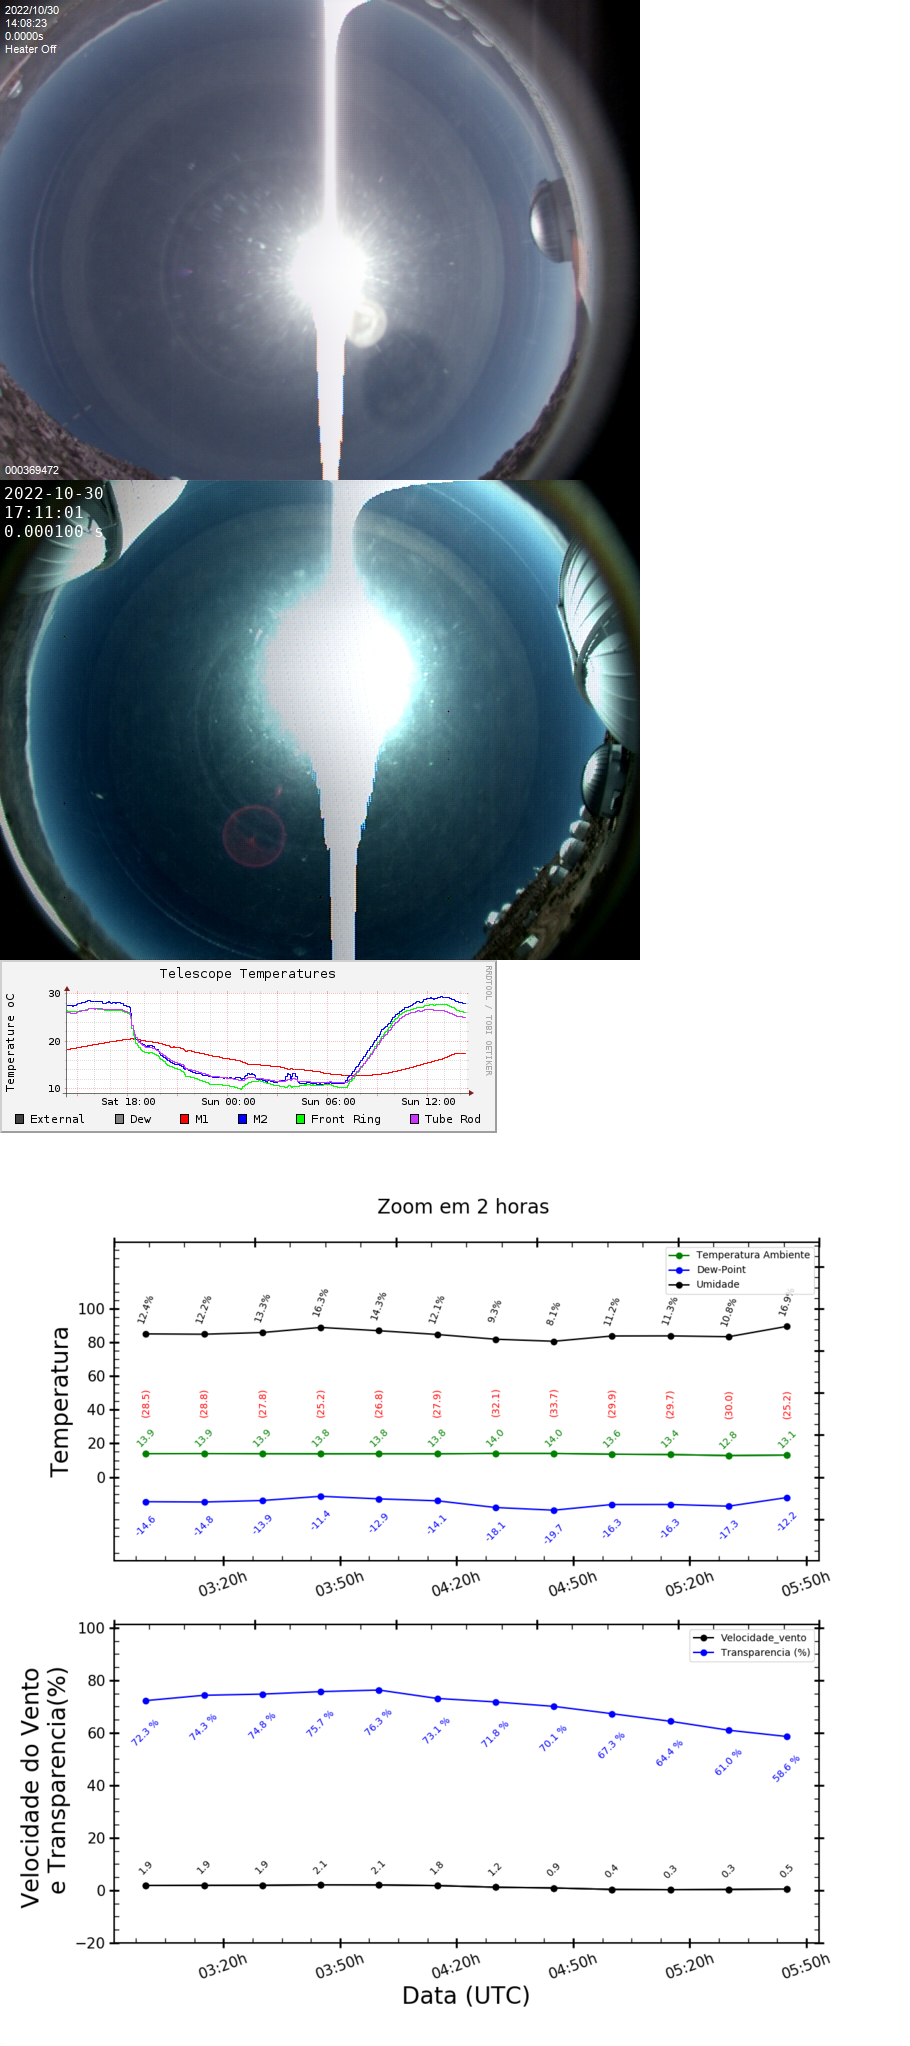 2022/10/30
14:08:23
0.0000s
Heater Off
000369472
2022-10-30
17:11:01
0.000100 s
Telescope Temperatures
RRDTOOL / TOBI OETIKER
Temperature oC
30
20
10
Sat 18:00 Sun 00:00 Sun 06:00 Sun 12:00
External Dew M1 M2 Front Ring Tube Rod
Zoom em 2 horas
Temperatura Ambiente
Dew-Point
Umidade
Temperatura
100
80
60
40
20
0
12.4% 12.2% 13.3% 16.3% 14.3% 12.1% 9.3% 8.1% 11.2% 11.3% 10.8% 16.9%
(28.5) (28.8) (27.8) (25.2) (26.8) (27.9) (32.1) (33.7) (29.9) (29.7) (30.0) (25.2)
13.9 13.9 13.9 13.8 13.8 13.8 14.0 14.0 13.6 13.4 12.8 13.1
-14.6 -14.8 -13.9 -11.4 -12.9 -14.1 -18.1 -19.7 -16.3 -16.3 -17.3 -12.2
03:20h 03:50h 04:20h 04:50h 05:20h 05:50h
Velocidade_vento
Transparencia (%)
Velocidade do Vento
e Transparencia(%)
100
80
60
40
20
0
−20
72.3 % 74.3 % 74.8 % 75.7 % 76.3 % 73.1 % 71.8 % 70.1 % 67.3 % 64.4 % 61.0 % 58.6 %
1.9 1.9 1.9 2.1 2.1 1.8 1.2 0.9 0.4 0.3 0.3 0.5
03:20h 03:50h 04:20h 04:50h 05:20h 05:50h
Data (UTC)